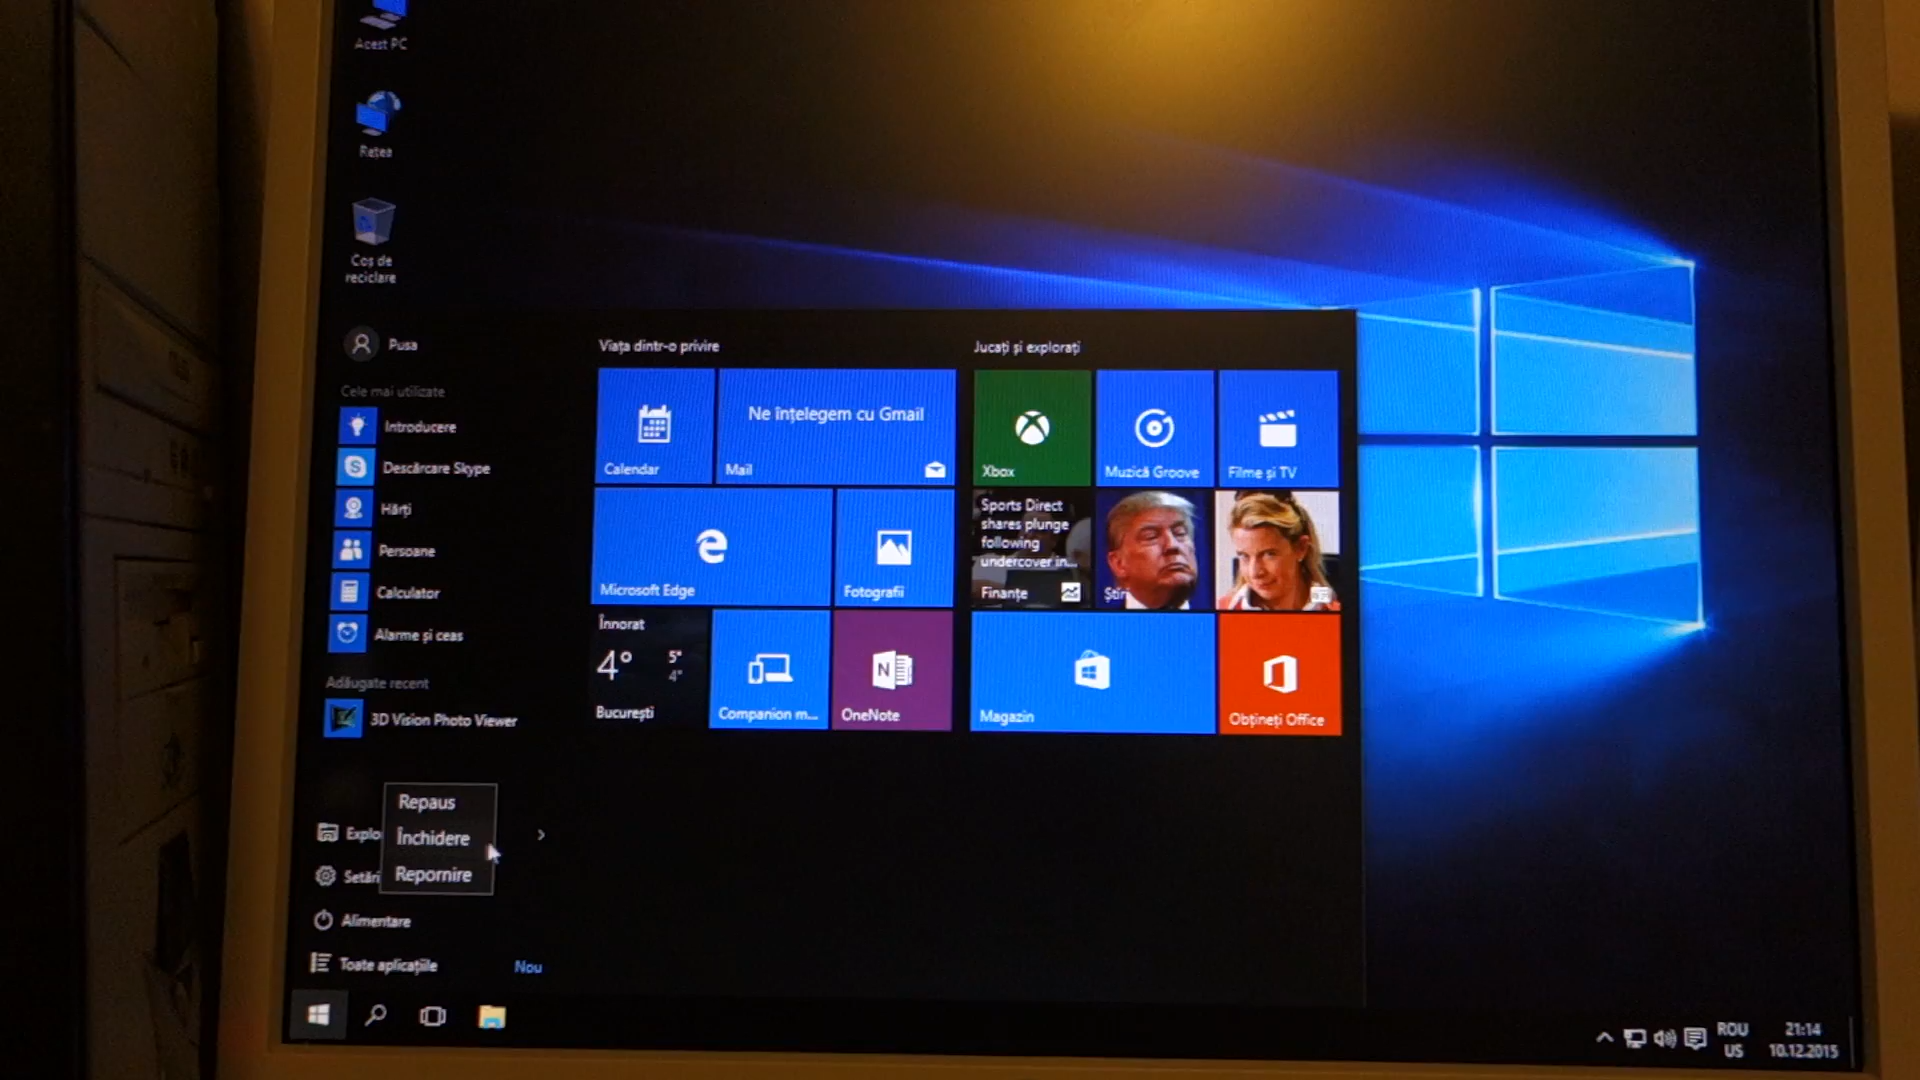 Acest PC
Rețea
Coș de
reciclare
Pusa
Cele mai utilizate
Introducere
Descărcare Skype
Hărți
Persoane
Calculator
Alarme și ceas
Adăugate recent
3D Vision Photo Viewer
Repaus
Închidere
Repornire
Explo
Setări
Alimentare
Toate aplicațiile
Nou
Viața dintr-o privire
Calendar
Ne înțelegem cu Gmail
Mail
Microsoft Edge
Fotografii
Înnorat
4°
5°
4°
București
Companion m...
OneNote
Jucați și explorați
Xbox
Muzică Groove
Filme și TV
Sports Direct
shares plunge
following
undercover in...
Finanțe
Știri
Magazin
Obțineți Office
ROU
US
21:14
10.12.2015